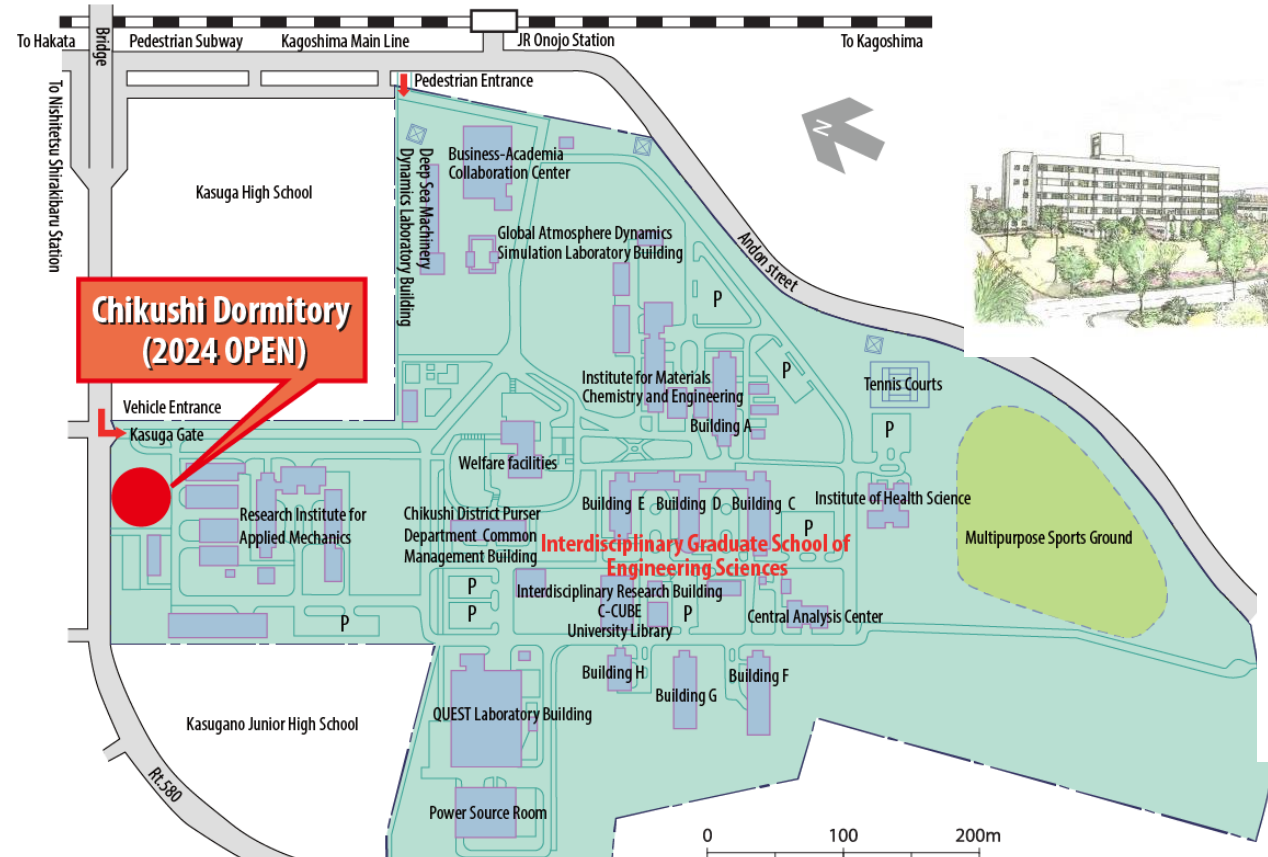 To Hakata
Bridge
Pedestrian Subway
Kagoshima Main Line
JR Onojo Station
To Kagoshima
To Nishitetsu Shirakibaru Station
Pedestrian Entrance
N
Kasuga High School
Deep Sea Machinery
Dynamics Laboratory Building
Business-Academia
Collaboration Center
Global Atmosphere Dynamics
Simulation Laboratory Building
Andon street
P
Chikushi Dormitory
(2024 OPEN)
Institute for Materials
Chemistry and Engineering
P
Tennis Courts
Vehicle Entrance
Kasuga Gate
Building A
P
Welfare facilities
Research Institute for
Applied Mechanics
Chikushi District Purser
Department Common
Management Building
Building E
Building D
Building C
Institute of Health Science
P
Multipurpose Sports Ground
Interdisciplinary Graduate School of
Engineering Sciences
P
P
P
Interdisciplinary Research Building
C-CUBE
University Library
P
Central Analysis Center
Building H
Building G
Building F
Kasugano Junior High School
QUEST Laboratory Building
Rt.580
Power Source Room
0
100
200m